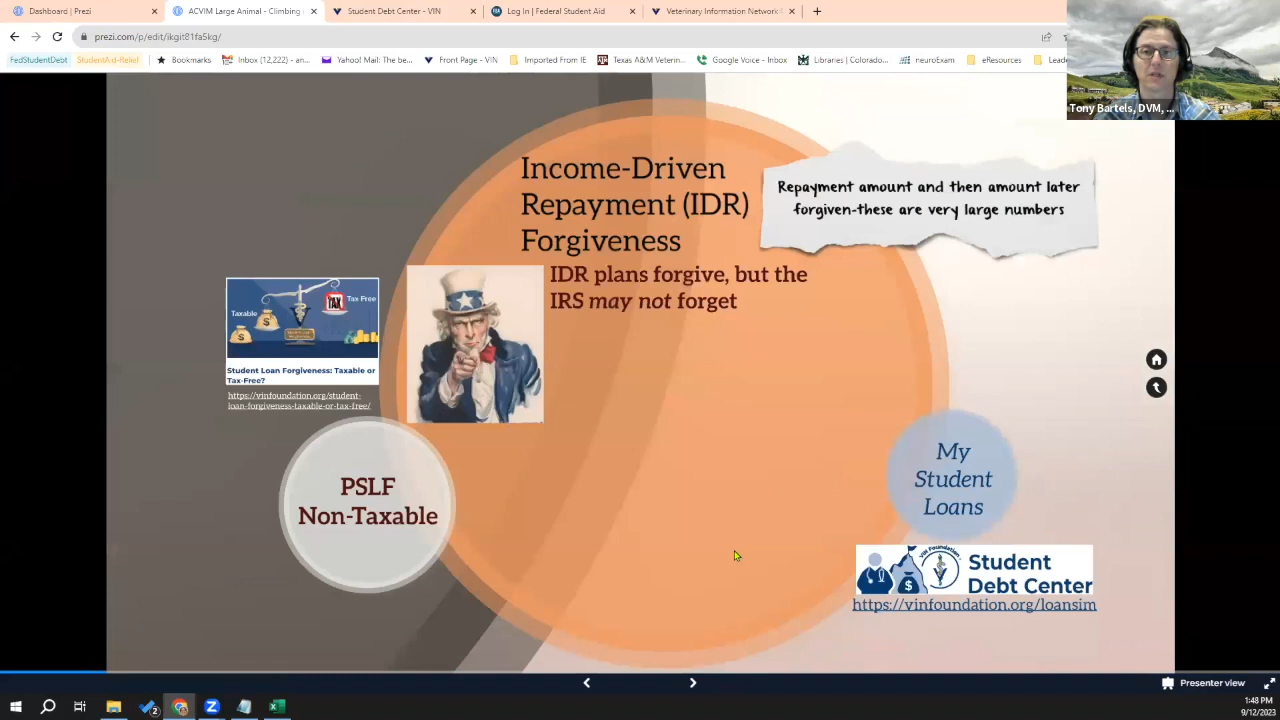 Dashboard | Prezi
ACVIM Large Animal - Climbing
Student Debt Center - VIN
Log In | Federal Student Aid
Veterinary Information Network
prezi.com/p/edit/ikgit81fa5kg/
FedStudentDebt
StudentAid-Relief
Bookmarks
Inbox (12,222) - an...
Yahoo! Mail: The be...
Front Page - VIN
Imported From IE
Texas A&M Veterin...
Google Voice - Inbox
Libraries | Colorado...
neuroExam
eResources
Leade
Tony Bartels, DVM, ...
Income-Driven
Repayment (IDR)
Forgiveness
Repayment amount and then amount later
forgiven-these are very large numbers
IDR plans forgive, but the
IRS may not forget
Taxable
TAX
Tax Free
Student Loan Forgiveness: Taxable or
Tax-Free?
https://vinfoundation.org/student-
loan-forgiveness-taxable-or-tax-free/
PSLF
Non-Taxable
My
Student
Loans
VIN Foundation
Student
Debt Center
https://vinfoundation.org/loansim
Presenter view
2
1:48 PM
9/12/2023